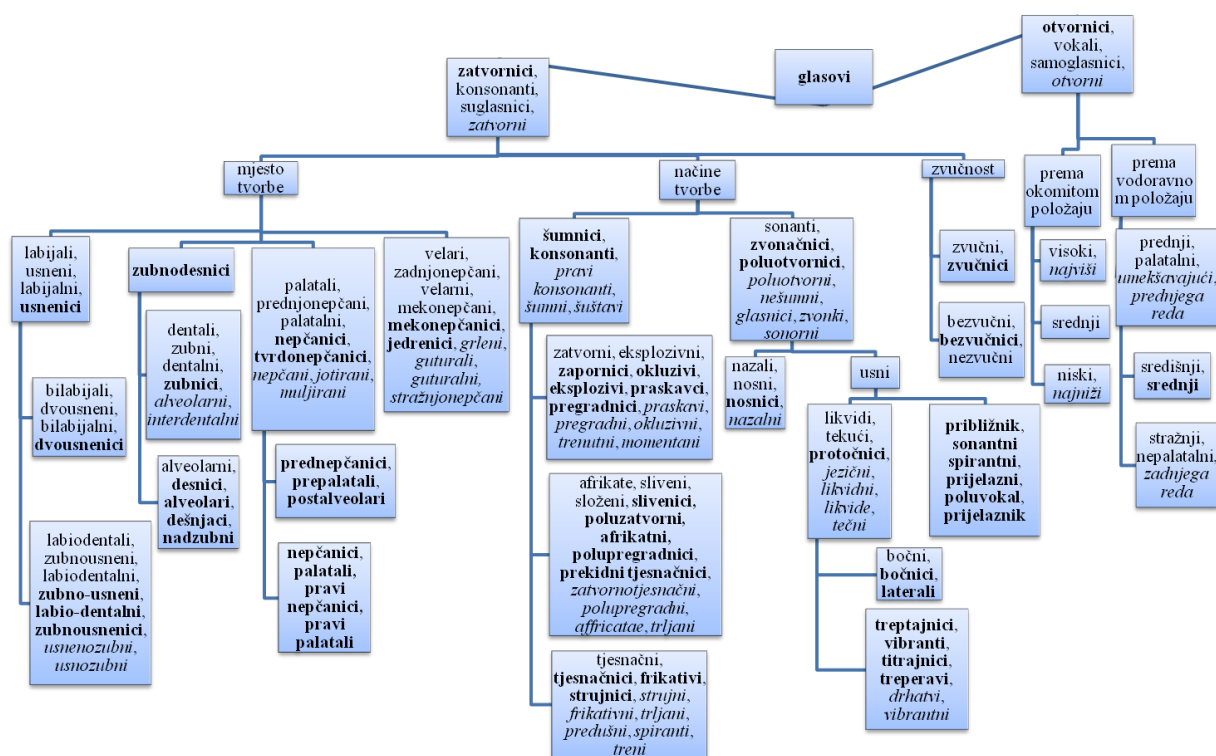 otvornici,
vokali,
samoglasnici,
otvorni
glasovi
zatvornici,
konsonanti,
suglasnici,
zatvorni
mjesto
tvorbe
načine
tvorbe
zvučnost
prema
okomitom
položaju
prema
vodoravno
m položaju
labijali,
usneni,
labijalni,
usnenici
bilabijali,
dvousneni,
bilabijalni,
dvousnenici
labiodentali,
zubnousneni,
labiodentalni,
zubno-usneni,
labio-dentalni,
zubnousnenici,
usnenozubni,
usnozubni
zubnodesnici
dentali,
zubni,
dentalni,
zubnici,
alveolarni,
interdentalni
alveolarni,
desnici,
alveolari,
dešnjaci,
nadzubni
palatali,
prednjonepčani,
palatalni,
nepčanici,
tvrdonepčanici,
nepčani, jotirani,
muljirani
prednepčanici,
prepalatali,
postalveolari
nepčanici,
palatali,
pravi
nepčanici,
pravi
palatali
velari,
zadnjonepčani,
velarni,
mekonepčani,
mekonepčanici,
jedrenici, grleni,
guturali,
guturalni,
stražnjonepčani
šumnici,
konsonanti,
pravi
konsonanti,
šumni, šuštavi
zatvorni, eksplozivni,
zapornici, okluzivi,
eksplozivi, praskavci,
pregradnici, praskavi,
pregradni, okluzivni,
trenutni, momentani
afrikate, sliveni,
složeni, slivenici,
poluzatvorni,
afrikatni,
polupregradnici,
prekidni tjesnačnici,
zatvornotjesnačni,
polupregradni,
affricatae, trljani
tjesnačni,
tjesnačnici, frikativi,
strujnici, strujni,
frikativni, trljani,
predušni, spiranti,
treni
sonanti,
zvonačnici,
poluotvornici,
poluotvorni,
nešumni,
glasnici, zvonki,
sonorni
nazali,
nosni,
nosnici,
nazalni
usni
likvidi,
tekući,
protočnici,
jezični,
likvidni,
likvide,
tečni
bočni,
bočnici,
laterali
treptajnici,
vibranti,
titrajnici,
treperavi,
drhatvi,
vibrantni
približnik,
sonantni
spirantni,
prijelazni,
poluvokal,
prijelaznik
zvučni,
zvučnici
bezvučni,
bezvučnici,
nezvučni
visoki,
najviši
srednji
niski,
najniži
prednji,
palatalni,
umekšavajući,
prednjega
reda
središnji,
srednji
stražnji,
nepalatalni,
zadnjega
reda